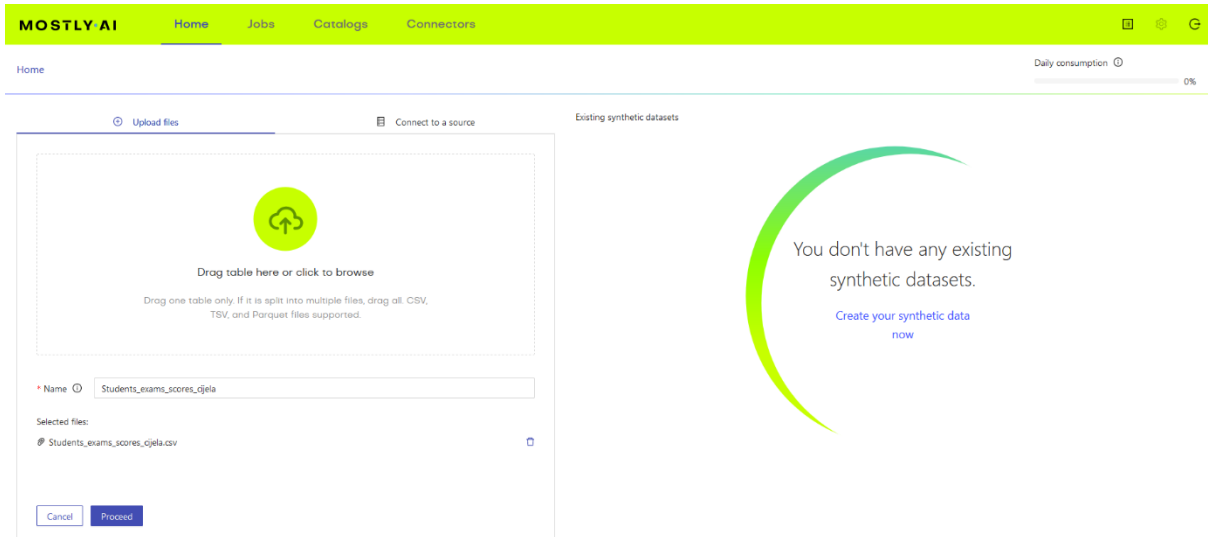 MOSTLY·AI
Home
Jobs
Catalogs
Connectors
Home
Daily consumption
0%
Upload files
Connect to a source
Existing synthetic datasets
Drag table here or click to browse
Drag one table only. If it is split into multiple files, drag all. CSV,
TSV, and Parquet files supported.
You don't have any existing
synthetic datasets.
Create your synthetic data
now
* Name
Students_exams_scores_cijela
Selected files:
Students_exams_scores_cijela.csv
Cancel
Proceed